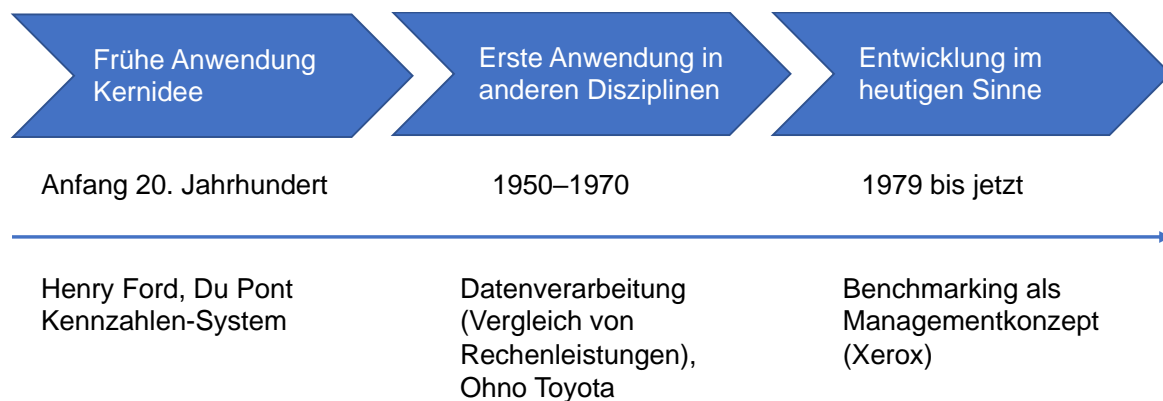 Frühe Anwendung
Kernidee
Erste Anwendung in
anderen Disziplinen
Entwicklung im
heutigen Sinne
Anfang 20. Jahrhundert
1950–1970
1979 bis jetzt
Henry Ford, Du Pont
Kennzahlen-System
Datenverarbeitung
(Vergleich von
Rechenleistungen),
Ohno Toyota
Benchmarking als
Managementkonzept
(Xerox)